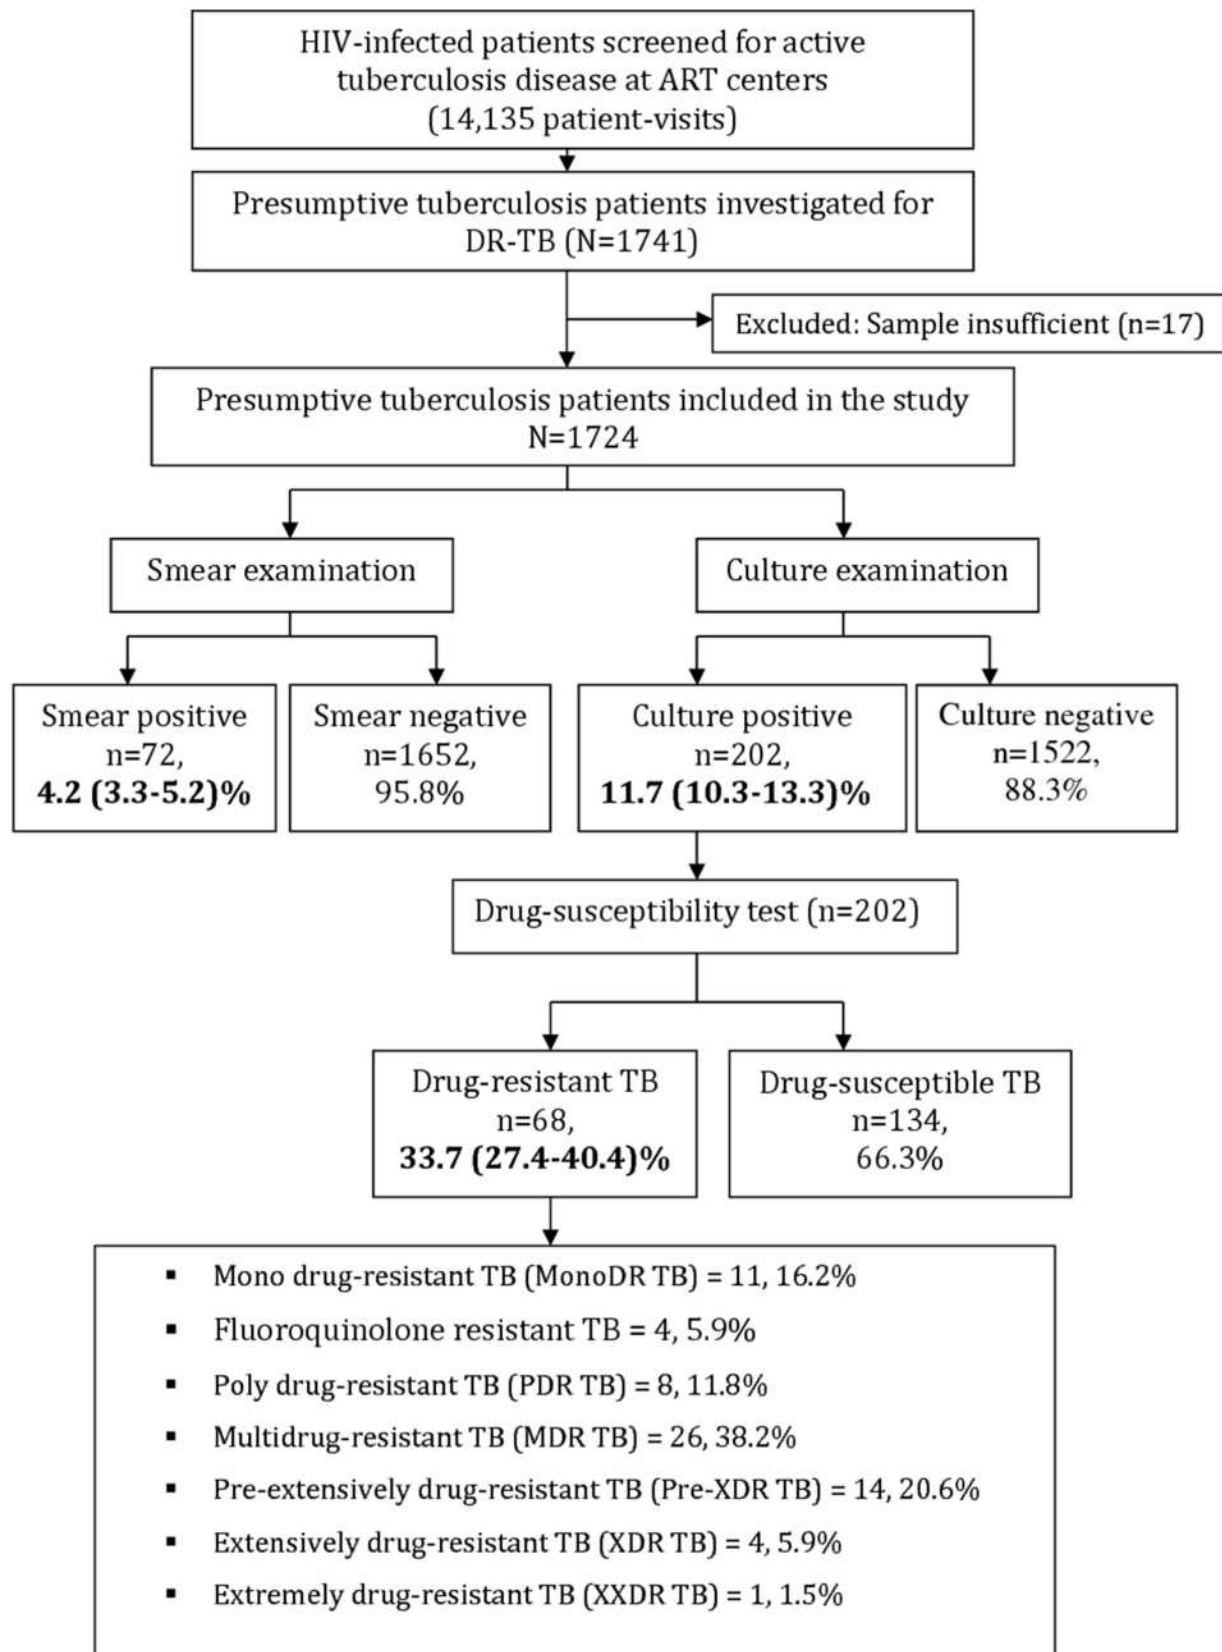 HIV-infected patients screened for active
tuberculosis disease at ART centers
(14,135 patient-visits)
Presumptive tuberculosis patients investigated for
DR-TB (N=1741)
Excluded: Sample insufficient (n=17)
Presumptive tuberculosis patients included in the study
N=1724
Smear examination
Culture examination
Smear positive
n=72,
4.2 (3.3-5.2)%
Smear negative
n=1652,
95.8%
Culture positive
n=202,
11.7 (10.3-13.3)%
Culture negative
n=1522,
88.3%
Drug-susceptibility test (n=202)
Drug-resistant TB
n=68,
33.7 (27.4-40.4)%
Drug-susceptible TB
n=134,
66.3%
▪ Mono drug-resistant TB (MonoDR TB) = 11, 16.2%
▪ Fluoroquinolone resistant TB = 4, 5.9%
▪ Poly drug-resistant TB (PDR TB) = 8, 11.8%
▪ Multidrug-resistant TB (MDR TB) = 26, 38.2%
▪ Pre-extensively drug-resistant TB (Pre-XDR TB) = 14, 20.6%
▪ Extensively drug-resistant TB (XDR TB) = 4, 5.9%
▪ Extremely drug-resistant TB (XXDR TB) = 1, 1.5%